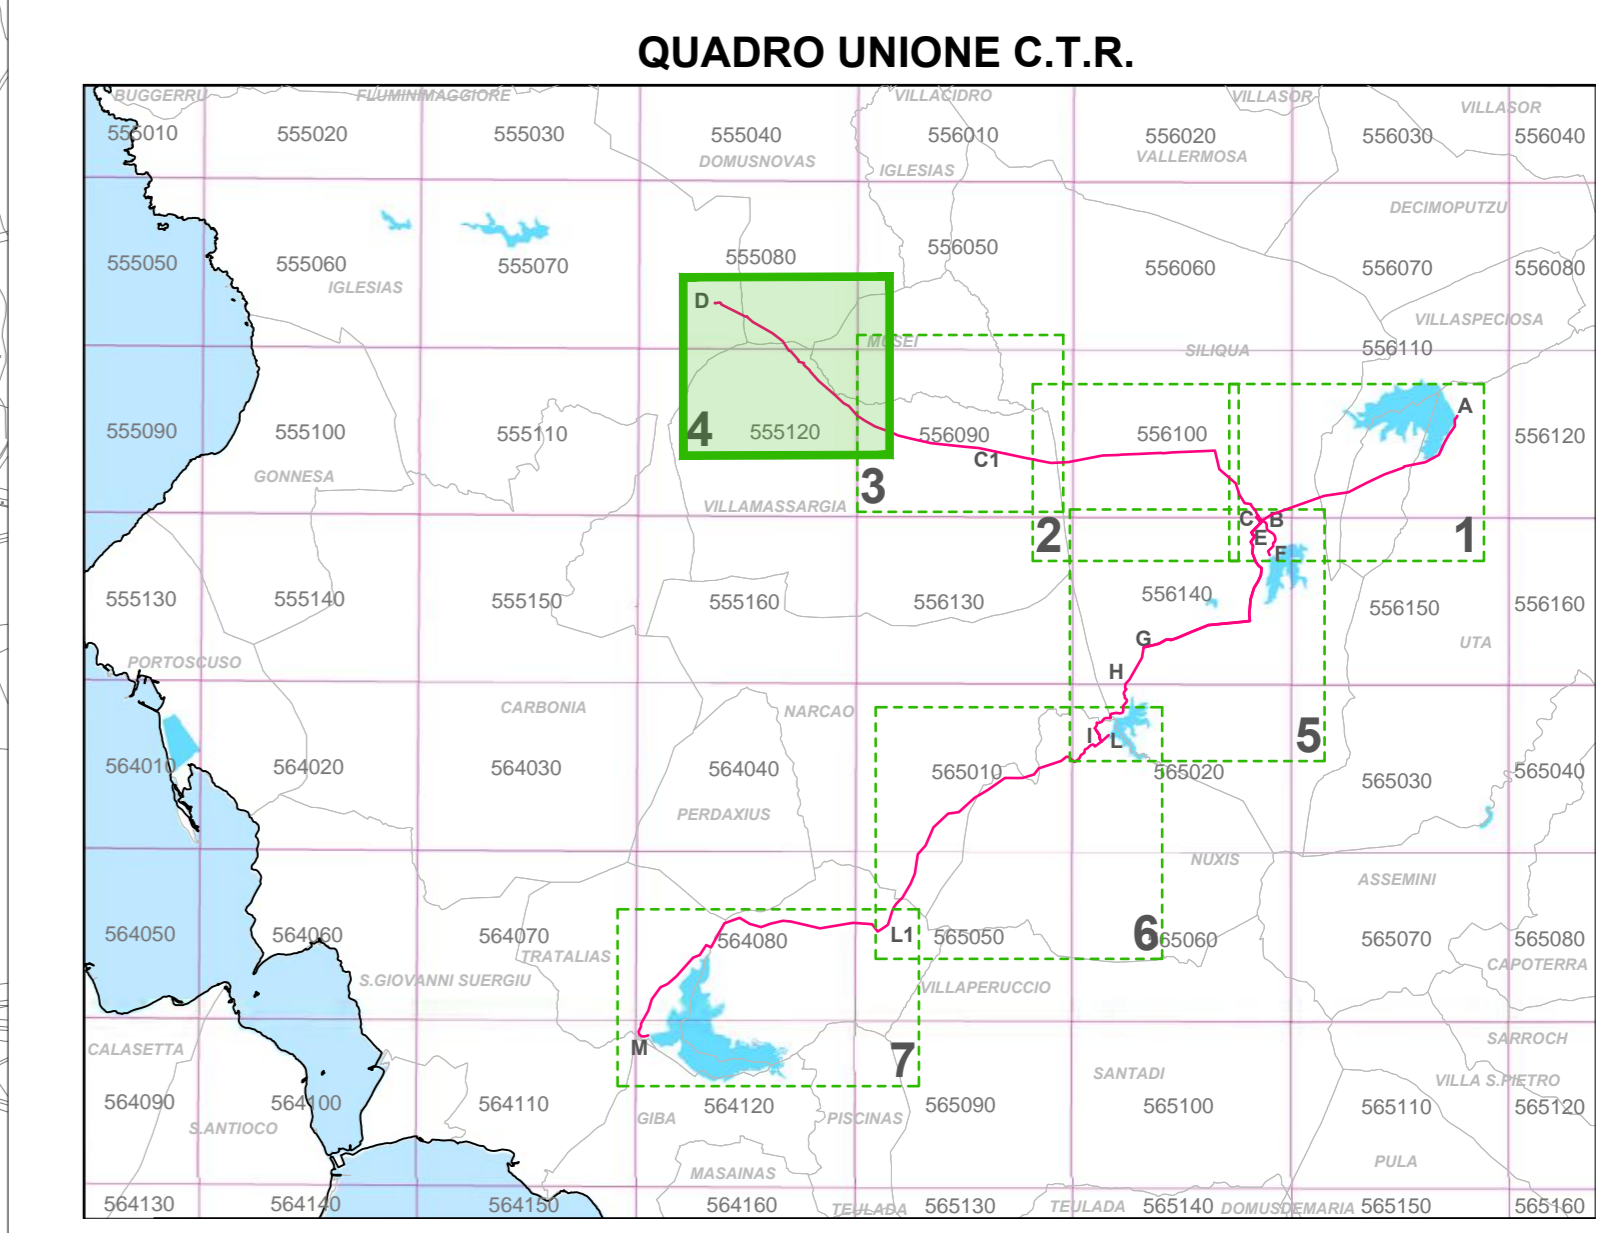 QUADRO UNIONE C.T.R.
BUGGERRU FLUMINIMAGGIORE VILLACIDRO VILLASOR VILLASOR
555010 555020 555030 555040 556010 556020 556030 556040
DOMUSNOVAS IGLESIAS VALLERMOSA
DECIMOPUTZU
555050 555060 555070 555080 556050 556060 556070 556080
IGLESIAS
D
VILLASPECIOSA
MUSEI SILIQUA 556110
A
4
555090 555100 555110 555120 556090 556100 556120
C1
GONNESA
3
VILLAMASSARGIA
2
C B
1
E
F
555130 555140 555150 555160 556130 556140 556150 556160
G
UTA
PORTOSCUSO
H
CARBONIA NARCAO
I L
5
564010 564020 564030 564040 565010 565020 565030 565040
PERDAXIUS
NUXIS
ASSEMINI
564050 564060 564070 564080 L1 565050 6 565060 565070 565080
TRATALIAS
CAPOTERRA
S.GIOVANNI SUERGIU VILLAPERUCCIO
SARROCH
CALASETTA M 7
SANTADI
VILLA S.PIETRO
564090 564100 564110 564120 565090 565100 565110 565120
S.ANTIOCO GIBA PISCINAS
PULA
MASAINAS
564130 564140 564150 564160 TEULADA 565130 TEULADA 565140 DOMUSDEMARIA 565150 565160